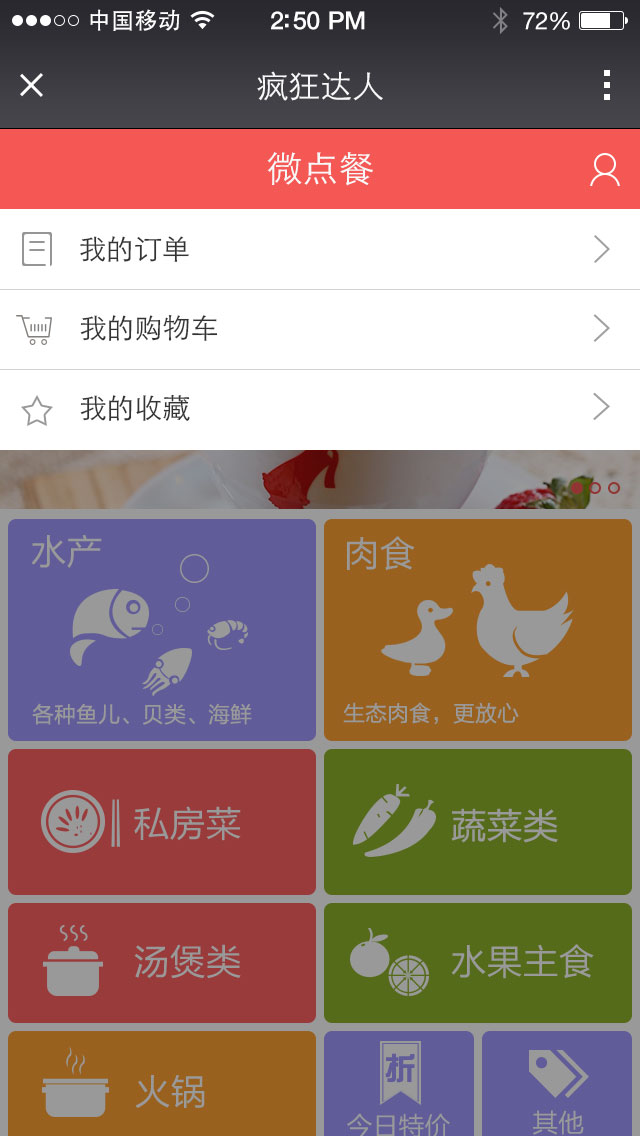 中国移动 2:50 PM 72%
疯狂达人
微点餐
我的订单
我的购物车
我的收藏
水产
各种鱼儿、贝类、海鲜
肉食
生态肉食，更放心
私房菜
蔬菜类
汤煲类
水果主食
火锅
折
今日特价
其他